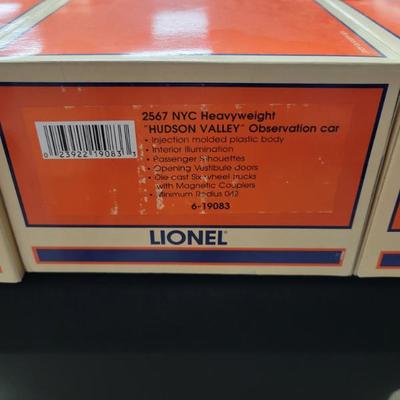 2567 NYC Heavyweight
"HUDSON VALLEY" Observation car
• Injection molded plastic body
• Interior illumination
• Passenger Silhouettes
• Opening Vestibule doors
• Die-cast Six wheel trucks
with Magnetic Couplers
Minimum Radius 042
6-19083
0 23922 19083 3
LIONEL®